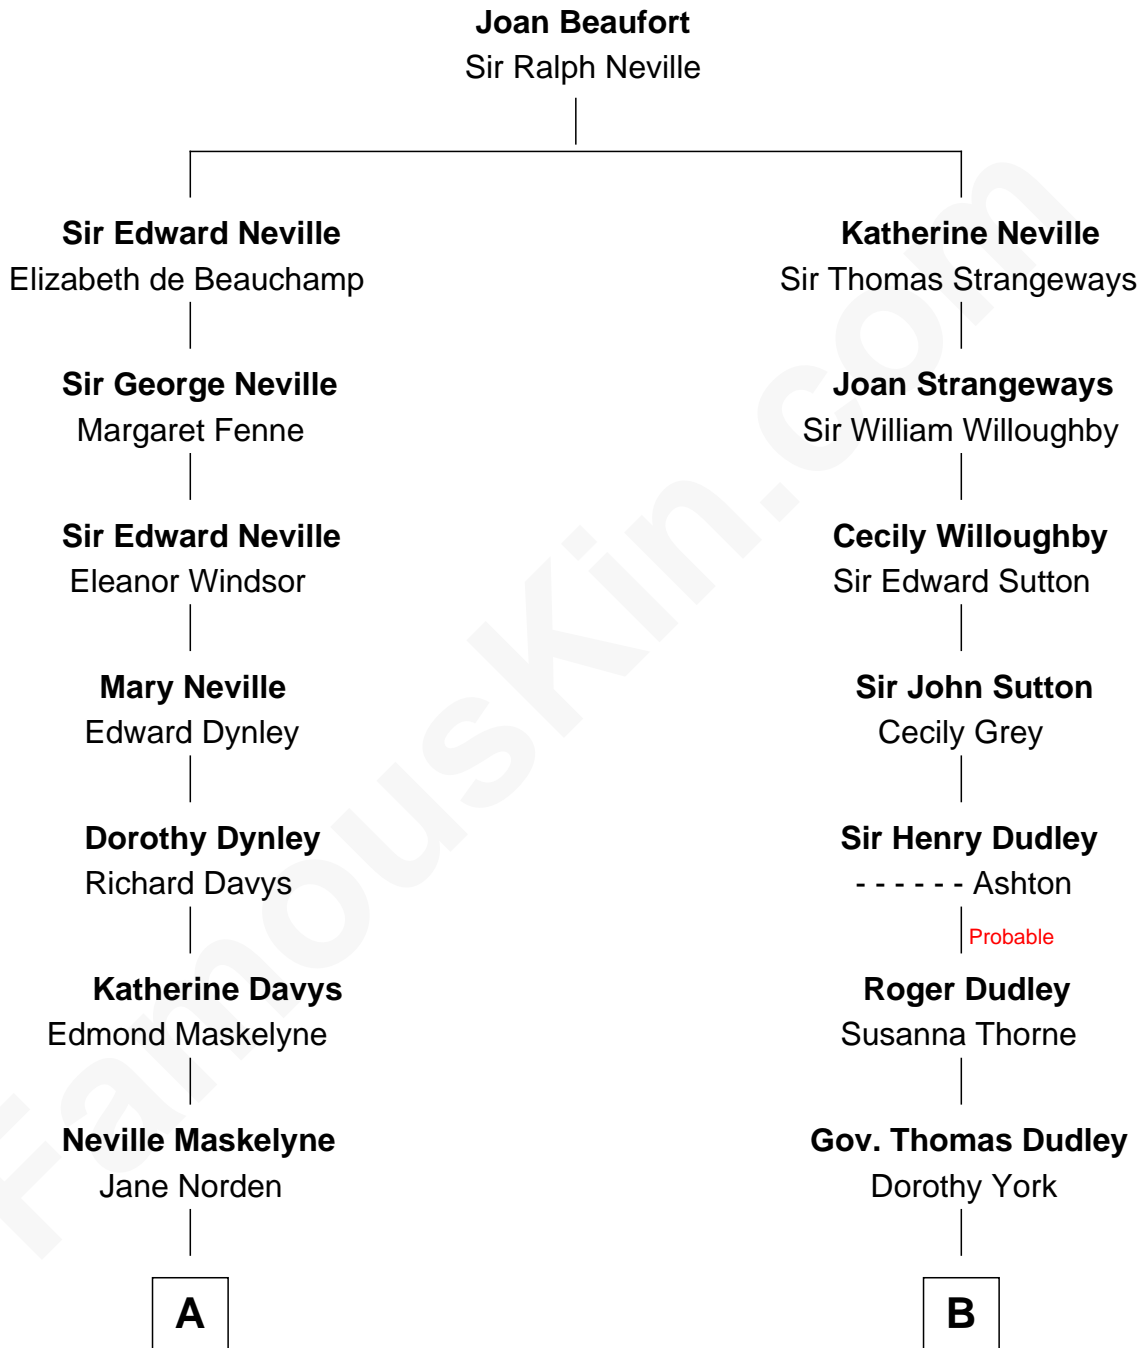 Joan Beaufort
Sir Ralph Neville
Sir Edward Neville
Elizabeth de Beauchamp
Katherine Neville
Sir Thomas Strangeways
Sir George Neville
Margaret Fenne
Joan Strangeways
Sir William Willoughby
Sir Edward Neville
Eleanor Windsor
Cecily Willoughby
Sir Edward Sutton
Mary Neville
Edward Dynley
Sir John Sutton
Cecily Grey
Dorothy Dynley
Richard Davys
Sir Henry Dudley
- - - - - - Ashton
Probable
Katherine Davys
Edmond Maskelyne
Roger Dudley
Susanna Thorne
Neville Maskelyne
Jane Norden
Gov. Thomas Dudley
Dorothy York
A
B
FamousKin.com